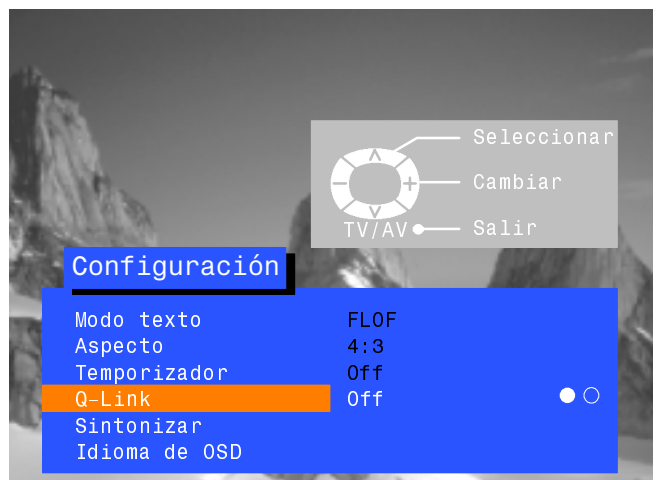 Seleccionar
Cambiar
TV/AV Salir
Configuración
Modo texto FLOF
Aspecto 4:3
Temporizador Off
Q-Link Off
Sintonizar
Idioma de OSD